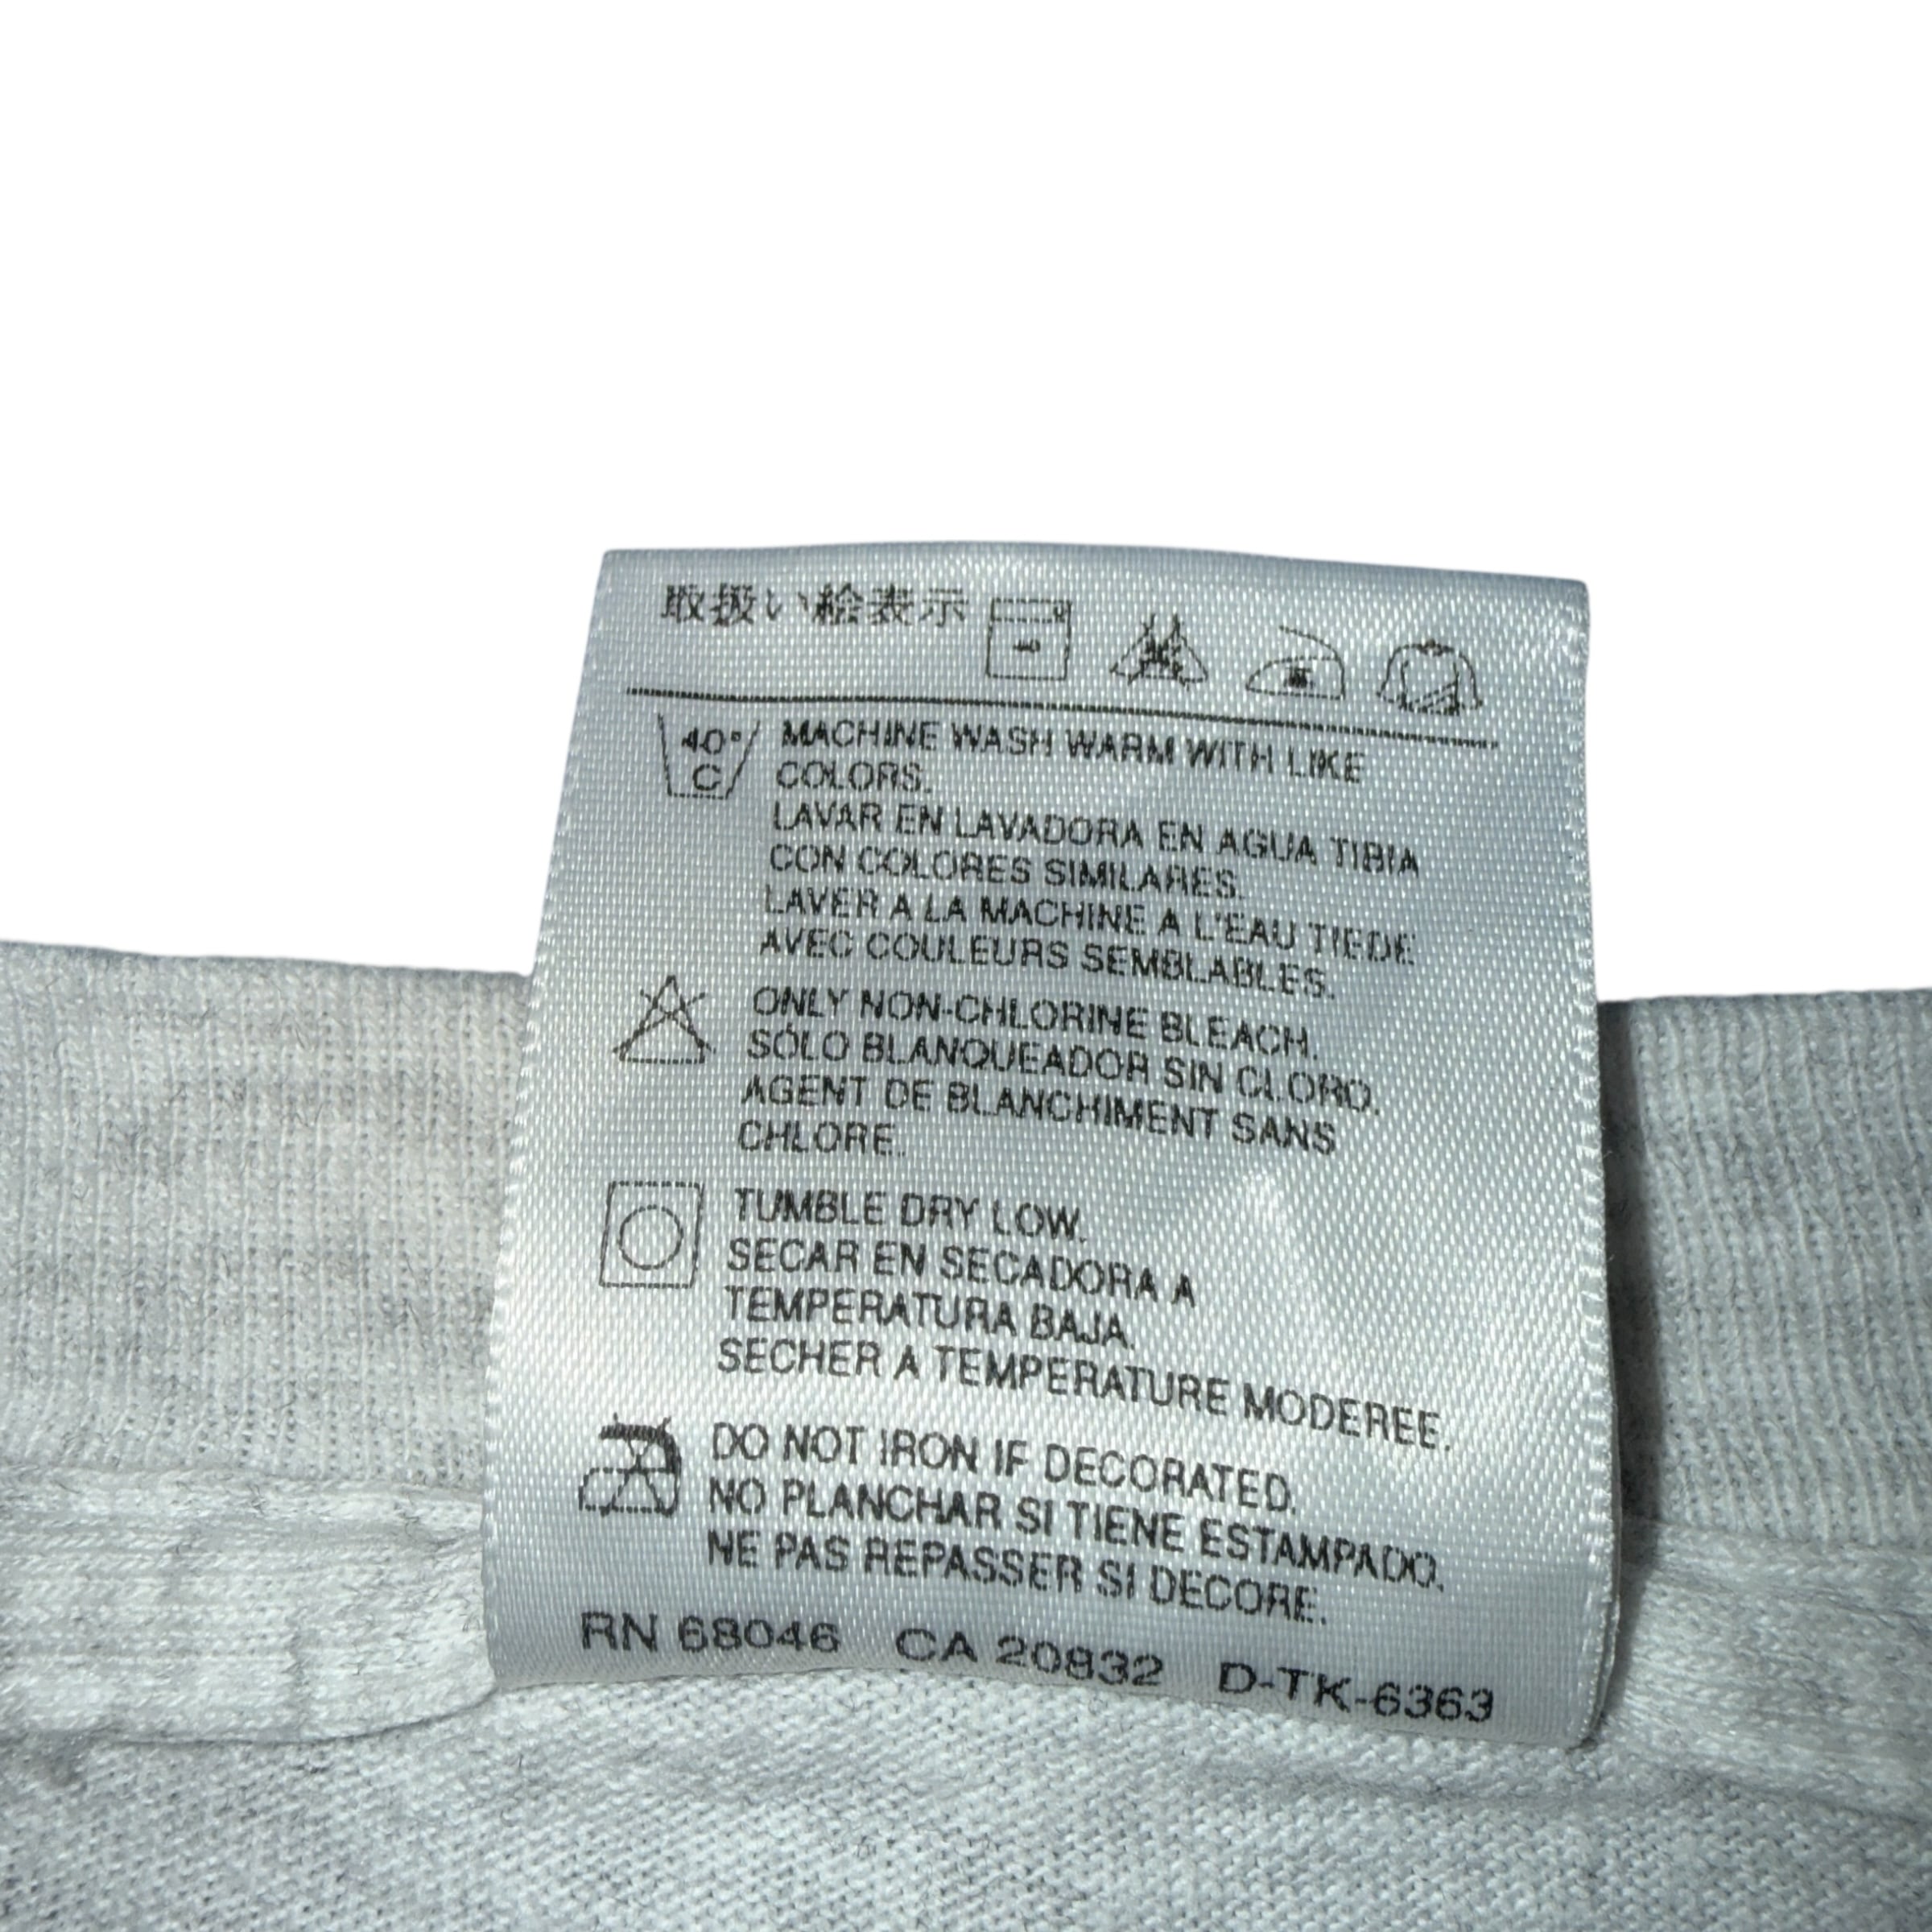 取扱い絵表示
40°
C
MACHINE WASH WARM WITH LIKE
COLORS.
LAVAR EN LAVADORA EN AGUA TIBIA
CON COLORES SIMILARES.
LAVER A LA MACHINE A L'EAU TIEDE
AVEC COULEURS SEMBLABLES.
ONLY NON-CHLORINE BLEACH.
SÓLO BLANQUEADOR SIN CLORO.
AGENT DE BLANCHIMENT SANS
CHLORE.
TUMBLE DRY LOW.
SECAR EN SECADORA A
TEMPERATURA BAJA.
SECHER A TEMPERATURE MODEREE.
DO NOT IRON IF DECORATED.
NO PLANCHAR SI TIENE ESTAMPADO.
NE PAS REPASSER SI DECORE.
RN 68046 CA 20832 D-TK-6363